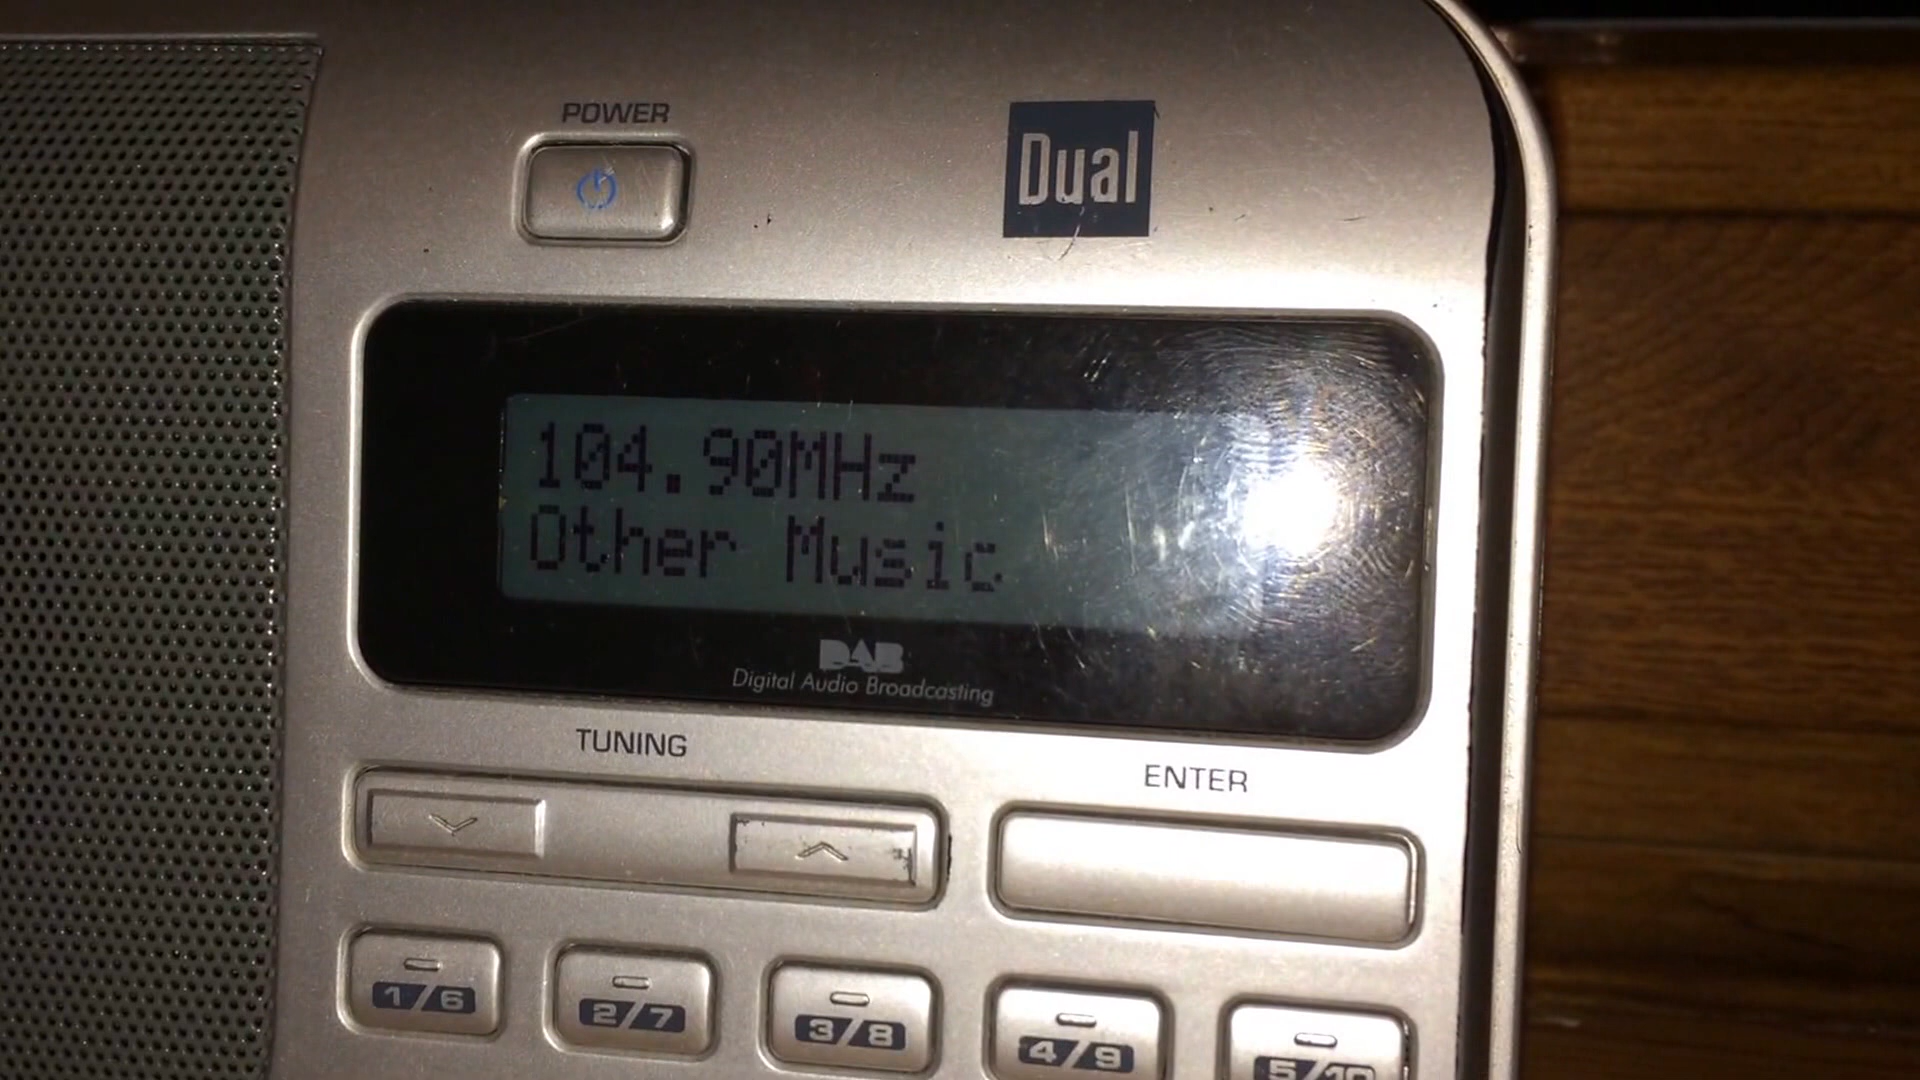 POWER
Dual
104.90MHz
Other Music
DAB
Digital Audio Broadcasting
TUNING
ENTER
1/6
2/7
3/8
4/9
5/10